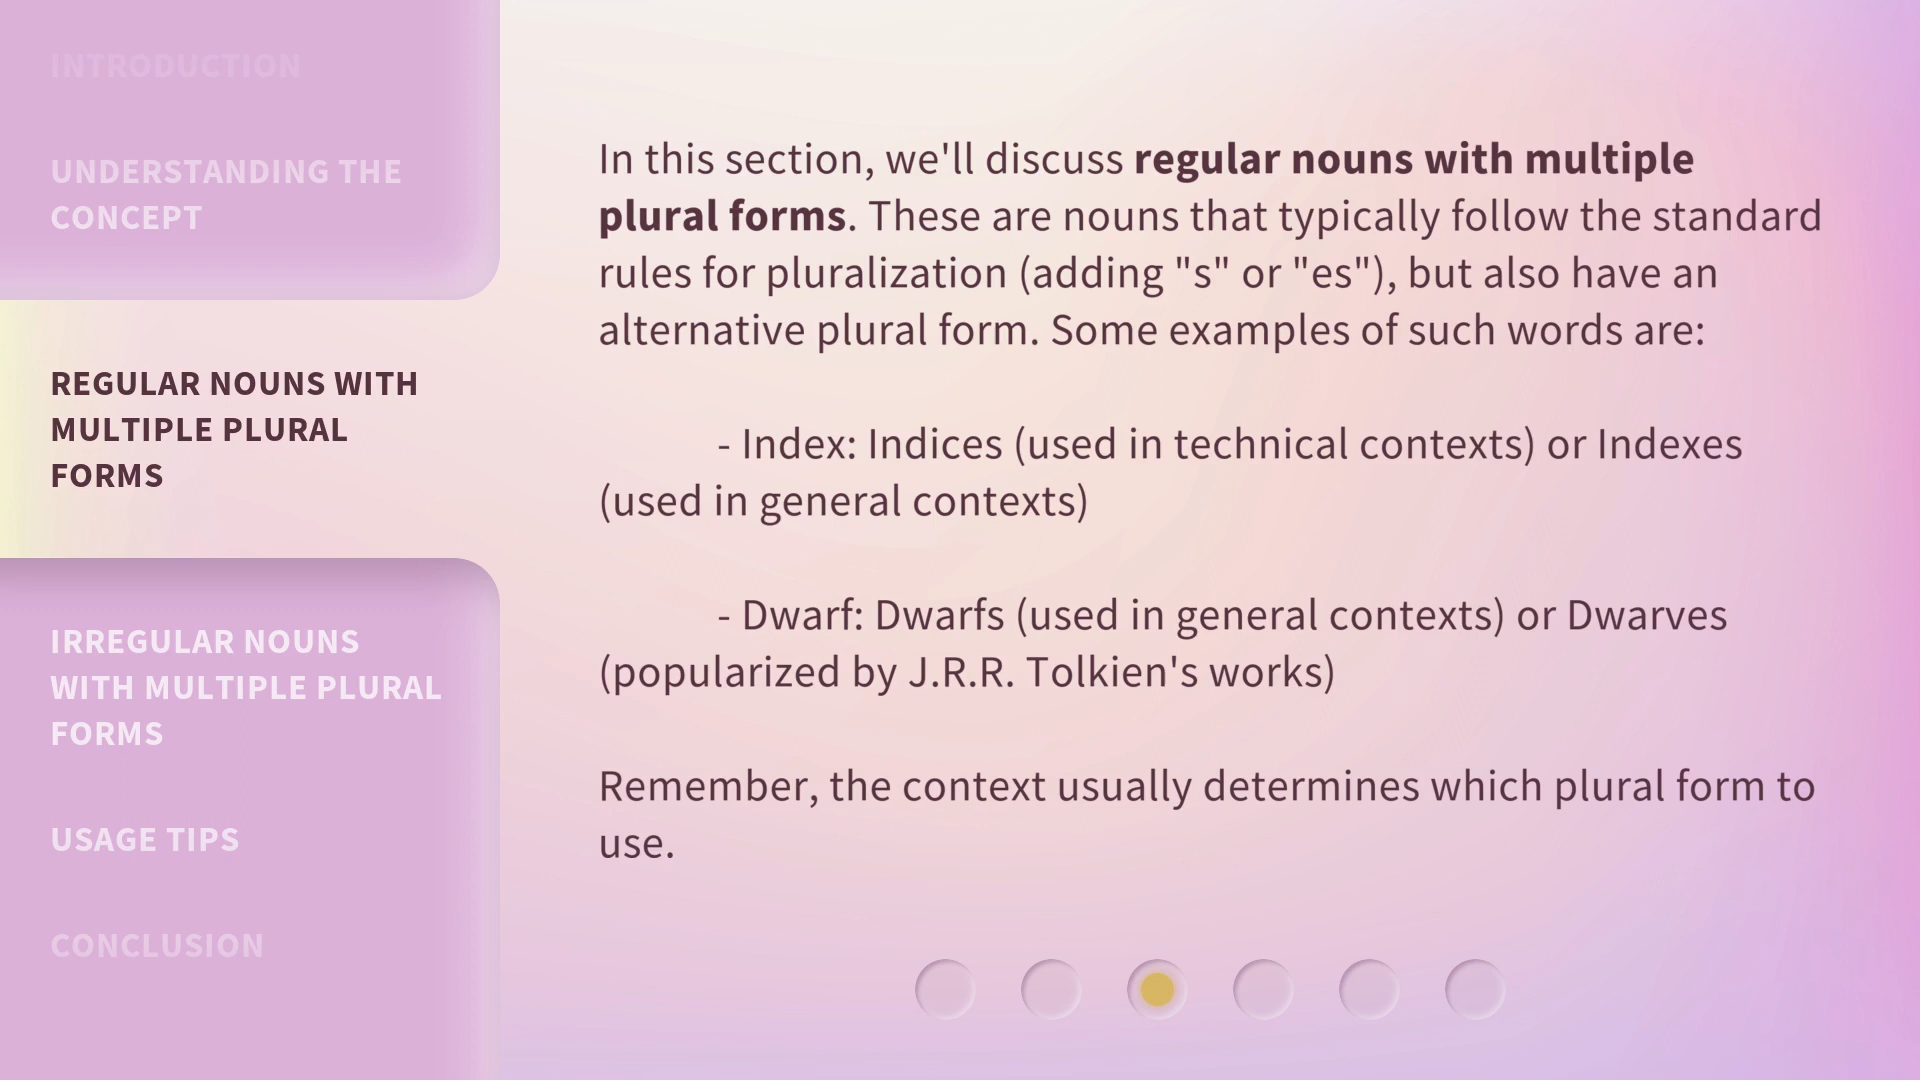 INTRODUCTION
UNDERSTANDING THE
CONCEPT
REGULAR NOUNS WITH
MULTIPLE PLURAL
FORMS
IRREGULAR NOUNS
WITH MULTIPLE PLURAL
FORMS
USAGE TIPS
CONCLUSION
In this section, we'll discuss regular nouns with multiple
plural forms. These are nouns that typically follow the standard
rules for pluralization (adding "s" or "es"), but also have an
alternative plural form. Some examples of such words are:
- Index: Indices (used in technical contexts) or Indexes
(used in general contexts)
- Dwarf: Dwarfs (used in general contexts) or Dwarves
(popularized by J.R.R. Tolkien's works)
Remember, the context usually determines which plural form to
use.